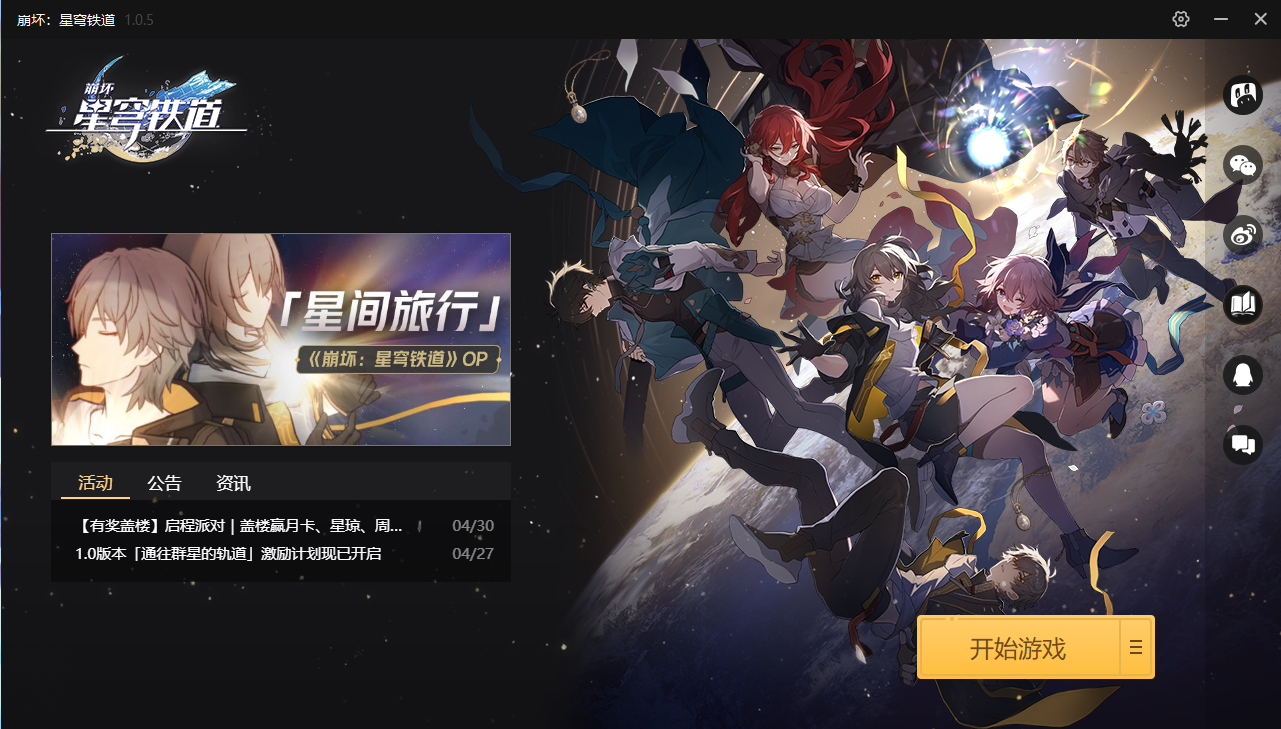 崩坏：星穹铁道 1.0.5
崩坏
星穹铁道
「星间旅行」
《崩坏：星穹铁道》OP
活动 公告 资讯
【有奖盖楼】启程派对 | 盖楼赢月卡、星琼、周... 04/30
1.0版本「通往群星的轨道」激励计划现已开启 04/27
开始游戏